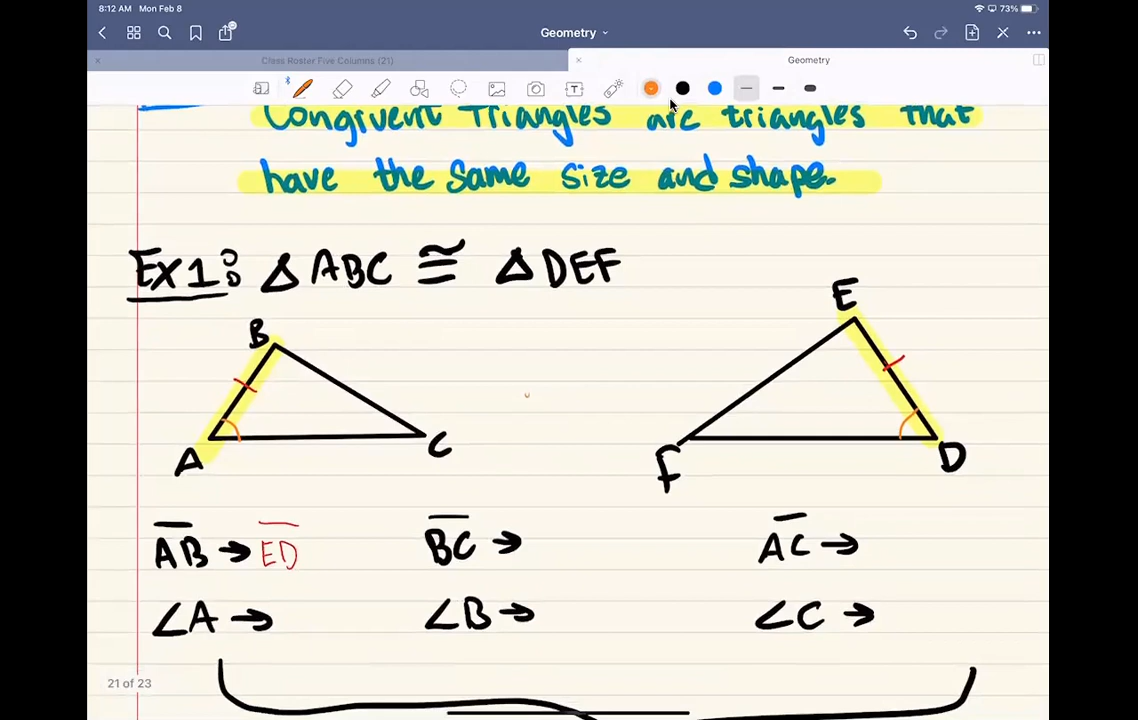 8:12 AM Mon Feb 8
73%
Geometry
Class Roster Five Columns (21)
Geometry
Congruent Triangles are triangles that
have the same size and shape.
Ex1: △ABC ≅ △DEF
B
E
A
C
F
D
AB → ED
BC →
AC →
∠A →
∠B →
∠C →
21 of 23